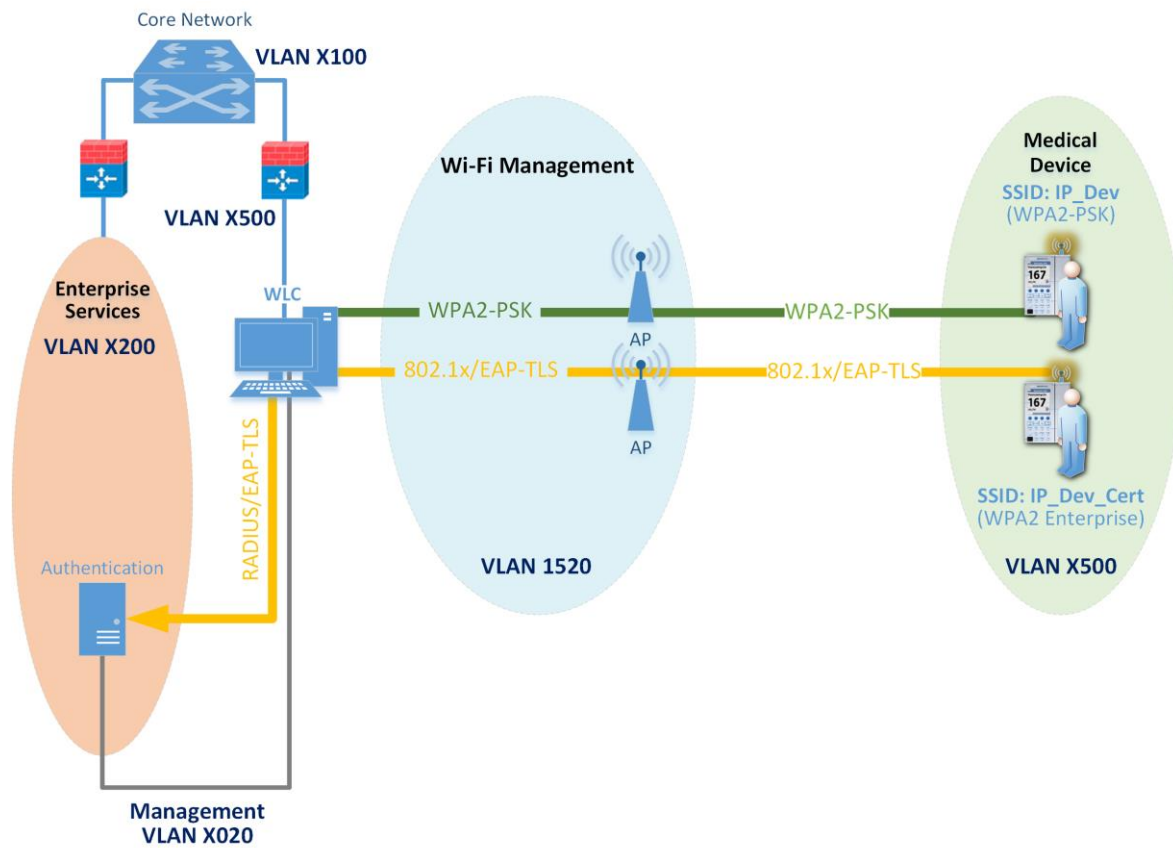 Core Network
VLAN X100
VLAN X500
Enterprise
Services
VLAN X200
WLC
Authentication
RADIUS/EAP-TLS
Management
VLAN X020
Wi-Fi Management
WPA2-PSK
AP
802.1x/EAP-TLS
AP
VLAN 1520
WPA2-PSK
802.1x/EAP-TLS
Medical
Device
SSID: IP_Dev
(WPA2-PSK)
167
167
SSID: IP_Dev_Cert
(WPA2 Enterprise)
VLAN X500